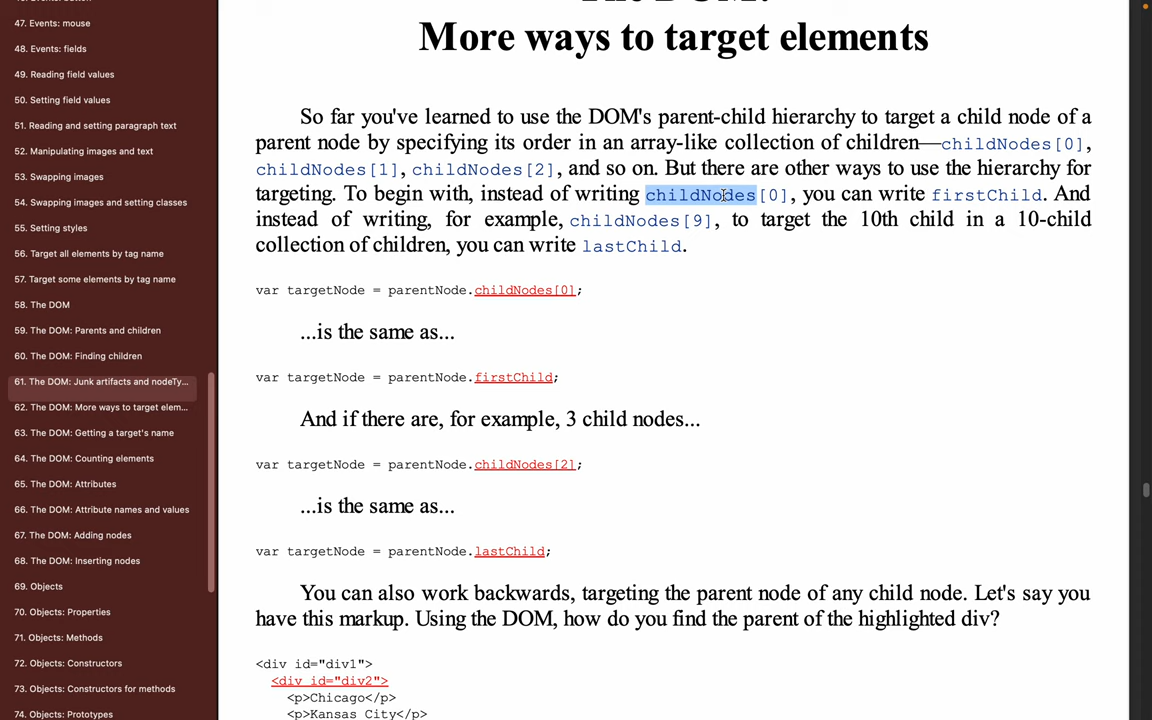 47. Events: mouse
48. Events: fields
49. Reading field values
50. Setting field values
51. Reading and setting paragraph text
52. Manipulating images and text
53. Swapping images
54. Swapping images and setting classes
55. Setting styles
56. Target all elements by tag name
57. Target some elements by tag name
58. The DOM
59. The DOM: Parents and children
60. The DOM: Finding children
61. The DOM: Junk artifacts and nodeTy...
62. The DOM: More ways to target elem...
63. The DOM: Getting a target's name
64. The DOM: Counting elements
65. The DOM: Attributes
66. The DOM: Attribute names and values
67. The DOM: Adding nodes
68. The DOM: Inserting nodes
69. Objects
70. Objects: Properties
71. Objects: Methods
72. Objects: Constructors
73. Objects: Constructors for methods
74. Objects: Prototypes
More ways to target elements
So far you've learned to use the DOM's parent-child hierarchy to target a child node of a
parent node by specifying its order in an array-like collection of children—childNodes[0],
childNodes[1], childNodes[2], and so on. But there are other ways to use the hierarchy for
targeting. To begin with, instead of writing childNodes[0], you can write firstChild. And
instead of writing, for example, childNodes[9], to target the 10th child in a 10-child
collection of children, you can write lastChild.
var targetNode = parentNode.childNodes[0];
...is the same as...
var targetNode = parentNode.firstChild;
And if there are, for example, 3 child nodes...
var targetNode = parentNode.childNodes[2];
...is the same as...
var targetNode = parentNode.lastChild;
You can also work backwards, targeting the parent node of any child node. Let's say you
have this markup. Using the DOM, how do you find the parent of the highlighted div?
<div id="div1">
<div id="div2">
<p>Chicago</p>
<p>Kansas City</p>